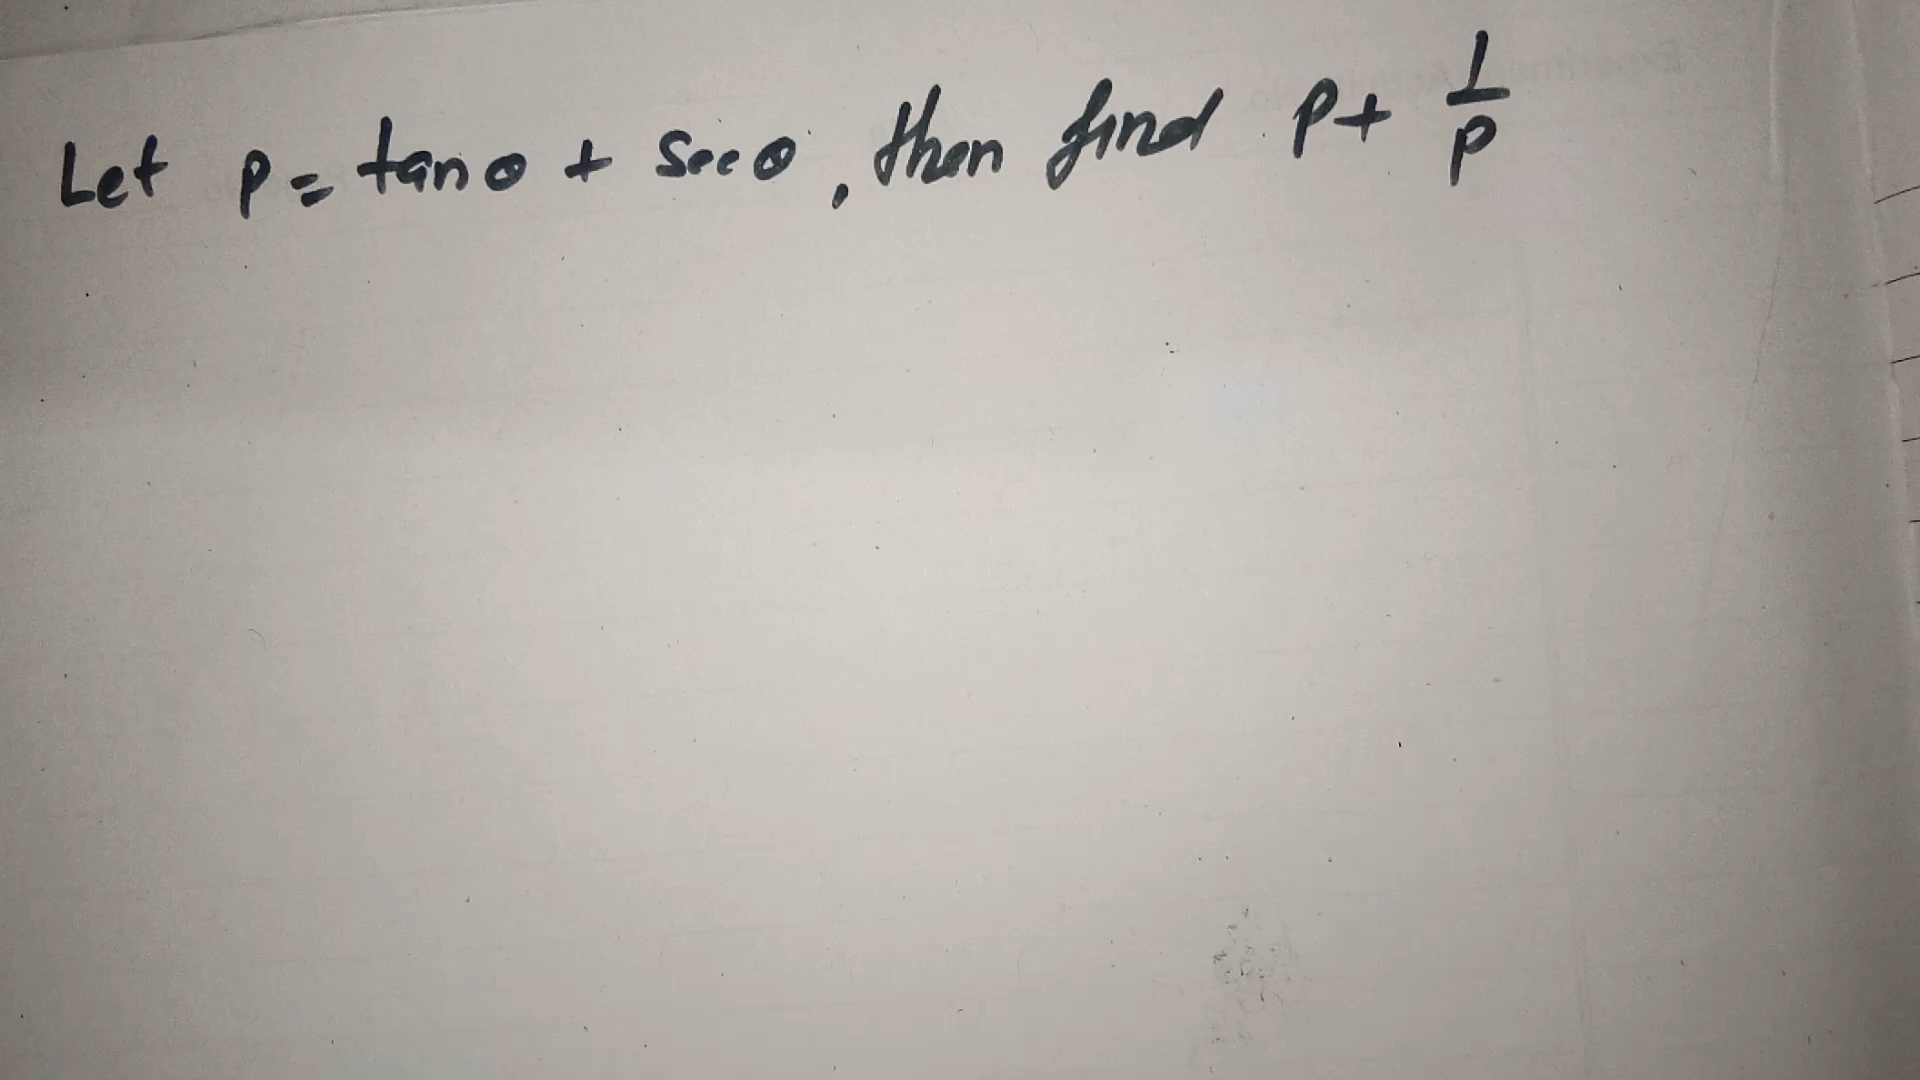 Let p = tanθ + secθ, then find p + 1/p